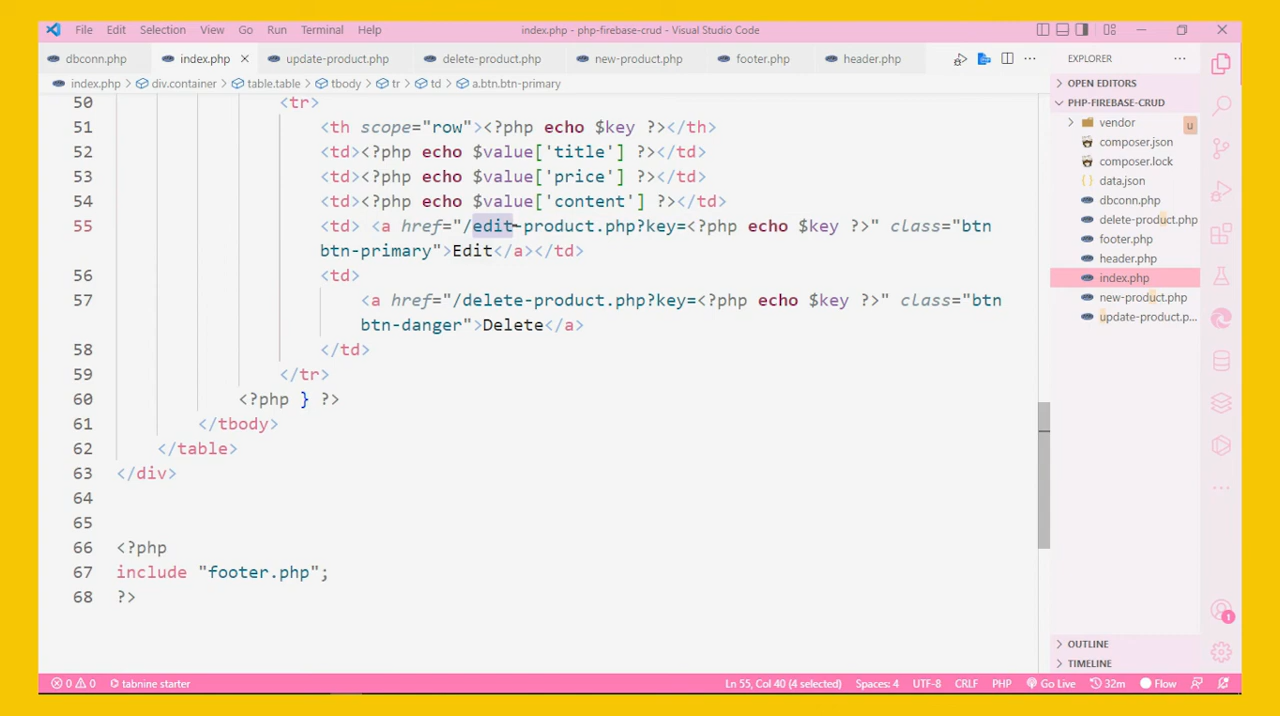 File Edit Selection View Go Run Terminal Help index.php - php-firebase-crud - Visual Studio Code
dbconn.php index.php update-product.php delete-product.php new-product.php footer.php header.php
index.php div.container table.table tbody tr td a.btn.btn-primary
50 <tr>
51 <th scope="row"><?php echo $key ?></th>
52 <td><?php echo $value['title'] ?></td>
53 <td><?php echo $value['price'] ?></td>
54 <td><?php echo $value['content'] ?></td>
55 <td> <a href="/edit-product.php?key=<?php echo $key ?>" class="btn
btn-primary">Edit</a></td>
56 <td>
57 <a href="/delete-product.php?key=<?php echo $key ?>" class="btn
btn-danger">Delete</a>
58 </td>
59 </tr>
60 <?php } ?>
61 </tbody>
62 </table>
63 </div>
64
65
66 <?php
67 include "footer.php";
68 ?>
EXPLORER
OPEN EDITORS
PHP-FIREBASE-CRUD
vendor u
composer.json
composer.lock
data.json
dbconn.php
delete-product.php
footer.php
header.php
index.php
new-product.php
update-product.p...
OUTLINE
TIMELINE
1
0 0 tabnine starter Ln 55, Col 40 (4 selected) Spaces: 4 UTF-8 CRLF PHP Go Live 32m Flow